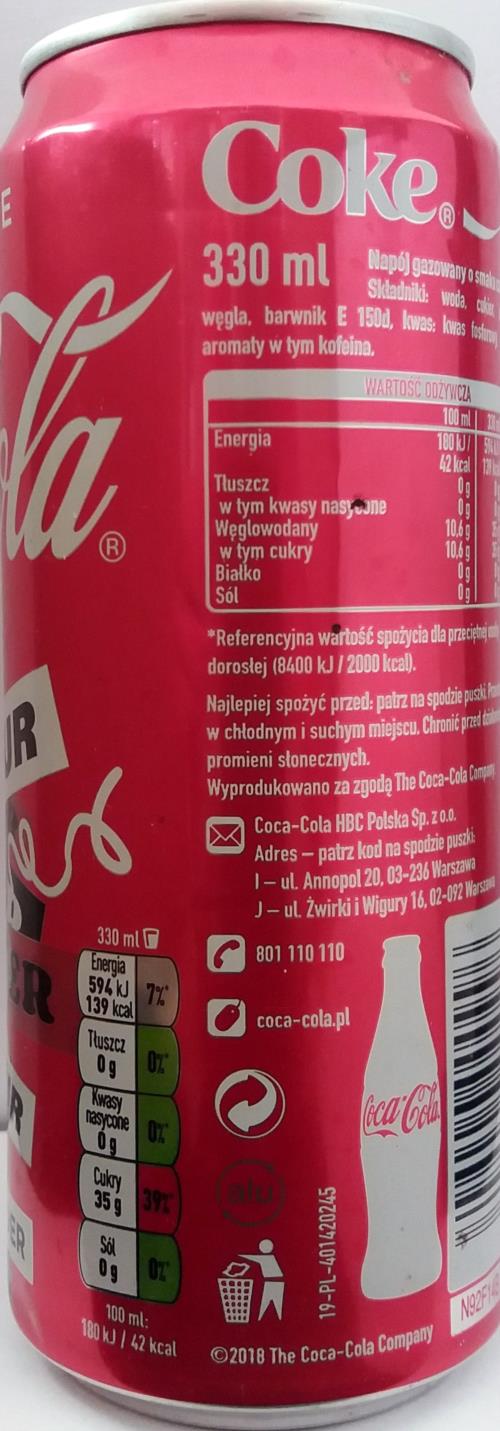 E
la®
UR
ER
R
ER
Coke®
330 ml
Napój gazowany o smaku
Składniki: woda, cukier,
węgla, barwnik E 150d, kwas: kwas fosforowy
aromaty w tym kofeina.
WARTOŚĆ ODŻYWCZA
100 ml
Energia 180 kJ / 594 kJ
42 kcal
Tłuszcz 0 g
w tym kwasy nasycone 0 g
Węglowodany 10,6 g
w tym cukry 10,6 g
Białko 0 g
Sól 0 g
*Referencyjna wartość spożycia dla przeciętnej
dorosłej (8400 kJ / 2000 kcal).
Najlepiej spożyć przed: patrz na spodzie puszki.
w chłodnym i suchym miejscu. Chronić przed
promieni słonecznych.
Wyprodukowano za zgodą The Coca-Cola Company
Coca-Cola HBC Polska Sp. z o.o.
Adres – patrz kod na spodzie puszki:
I – ul. Annopol 20, 03-236 Warszawa
J – ul. Żwirki i Wigury 16, 02-092 Warszawa
801 110 110
coca-cola.pl
330 ml
Energia
594 kJ
139 kcal
7%*
Tłuszcz
0 g
0%*
Kwasy
nasycone
0 g
0%*
Cukry
35 g
39%*
Sól
0 g
0%*
100 ml:
180 kJ / 42 kcal
alu
Coca-Cola
19-PL-401420245
©2018 The Coca-Cola Company